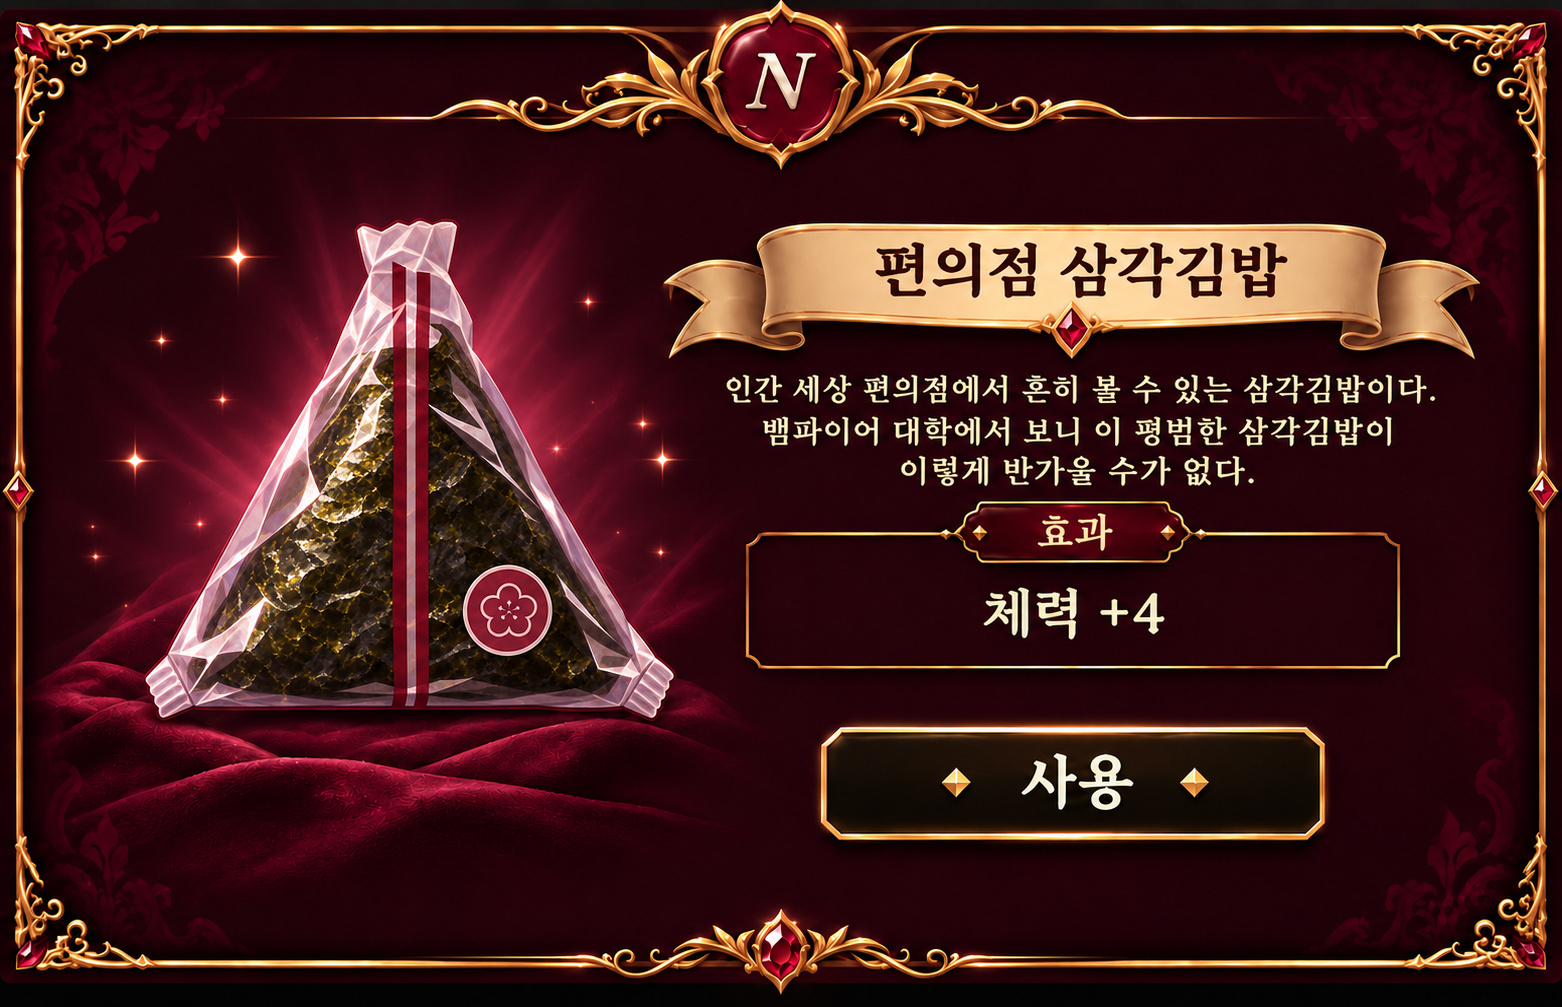 N
편의점 삼각김밥
인간 세상 편의점에서 흔히 볼 수 있는 삼각김밥이다.
뱀파이어 대학에서 보니 이 평범한 삼각김밥이
이렇게 반가울 수가 없다.
효과
체력 +4
사용